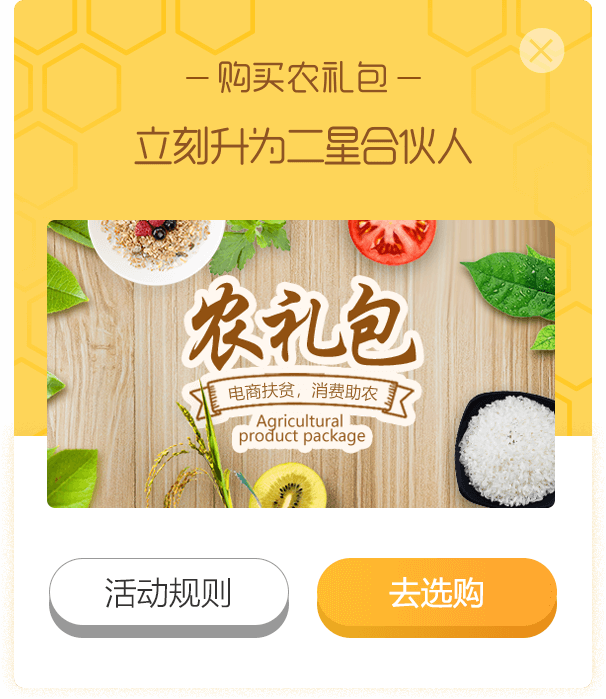 – 购买农礼包 –
立刻升为二星合伙人
农礼包
电商扶贫，消费助农
Agricultural
product package
活动规则
去选购